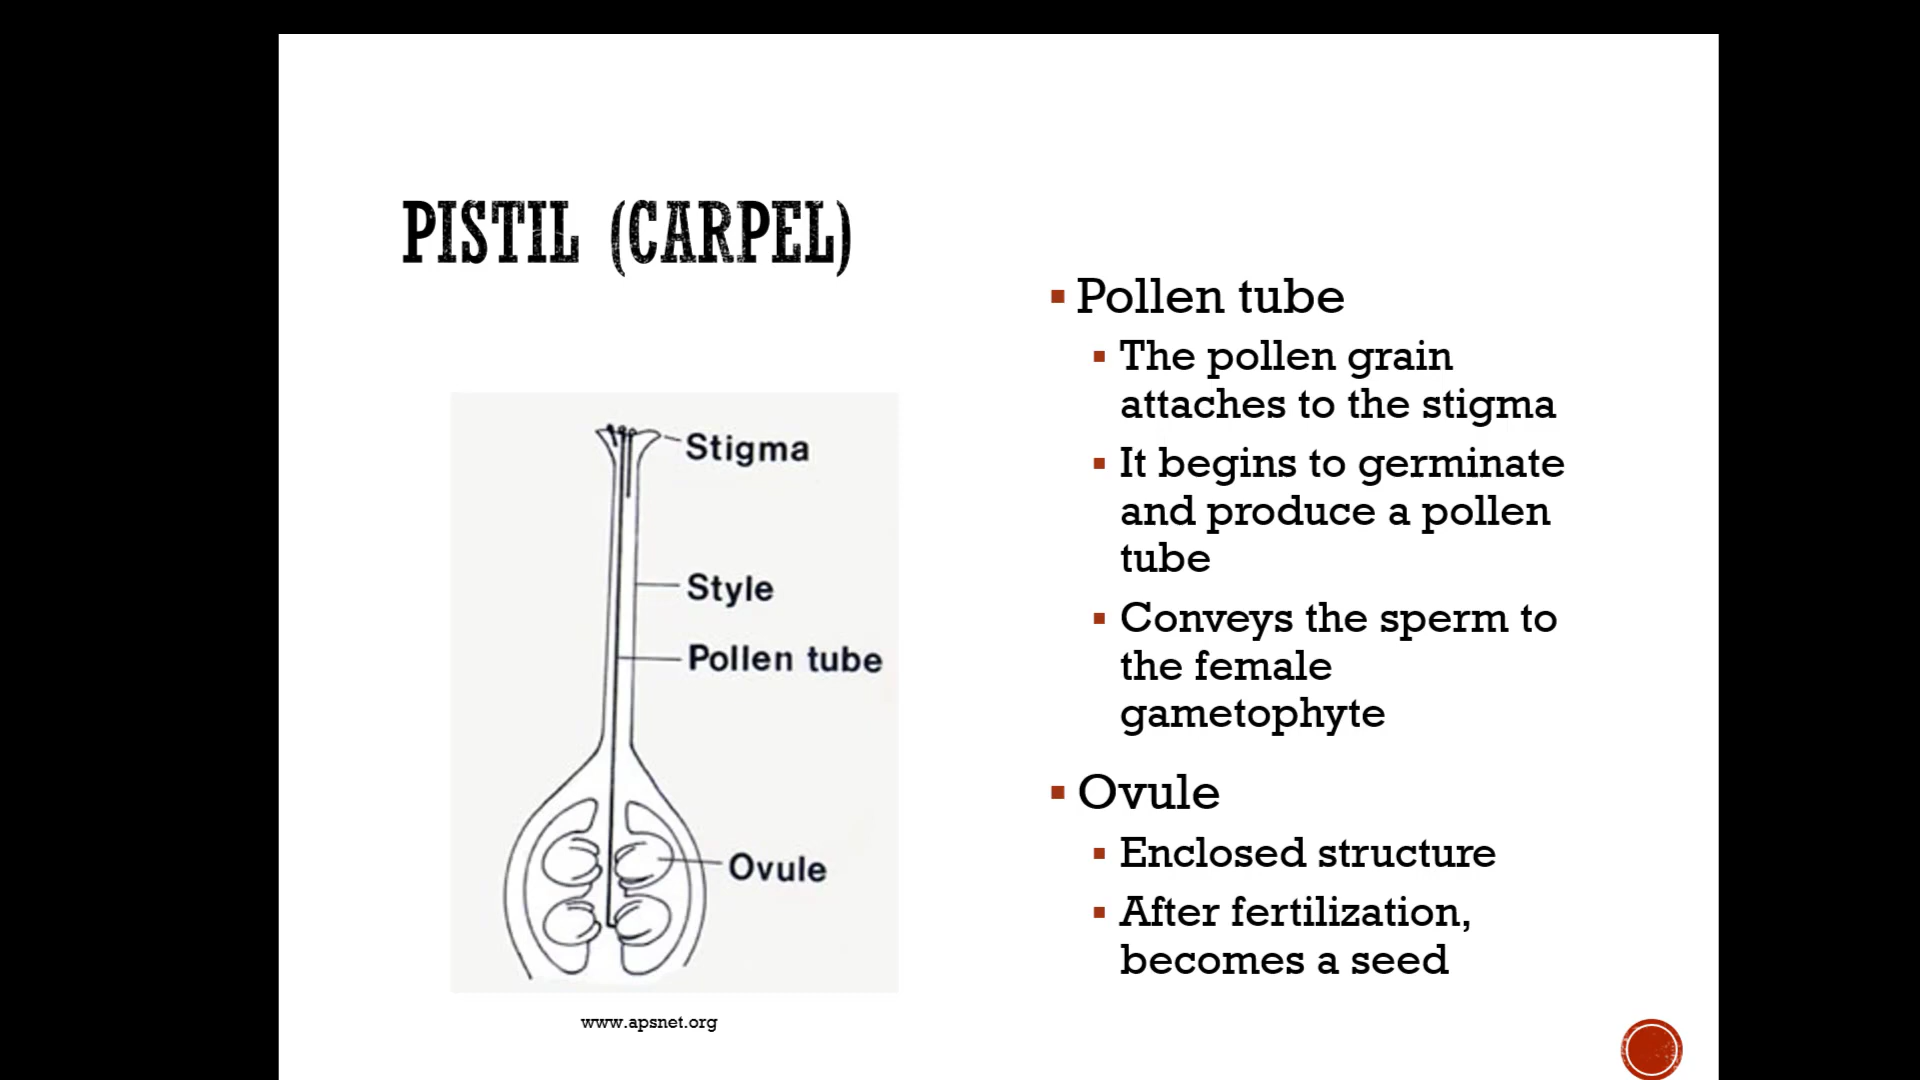 PISTIL (CARPEL)
Stigma
Style
Pollen tube
Ovule
www.apsnet.org
Pollen tube
The pollen grain
attaches to the stigma
It begins to germinate
and produce a pollen
tube
Conveys the sperm to
the female
gametophyte
Ovule
Enclosed structure
After fertilization,
becomes a seed